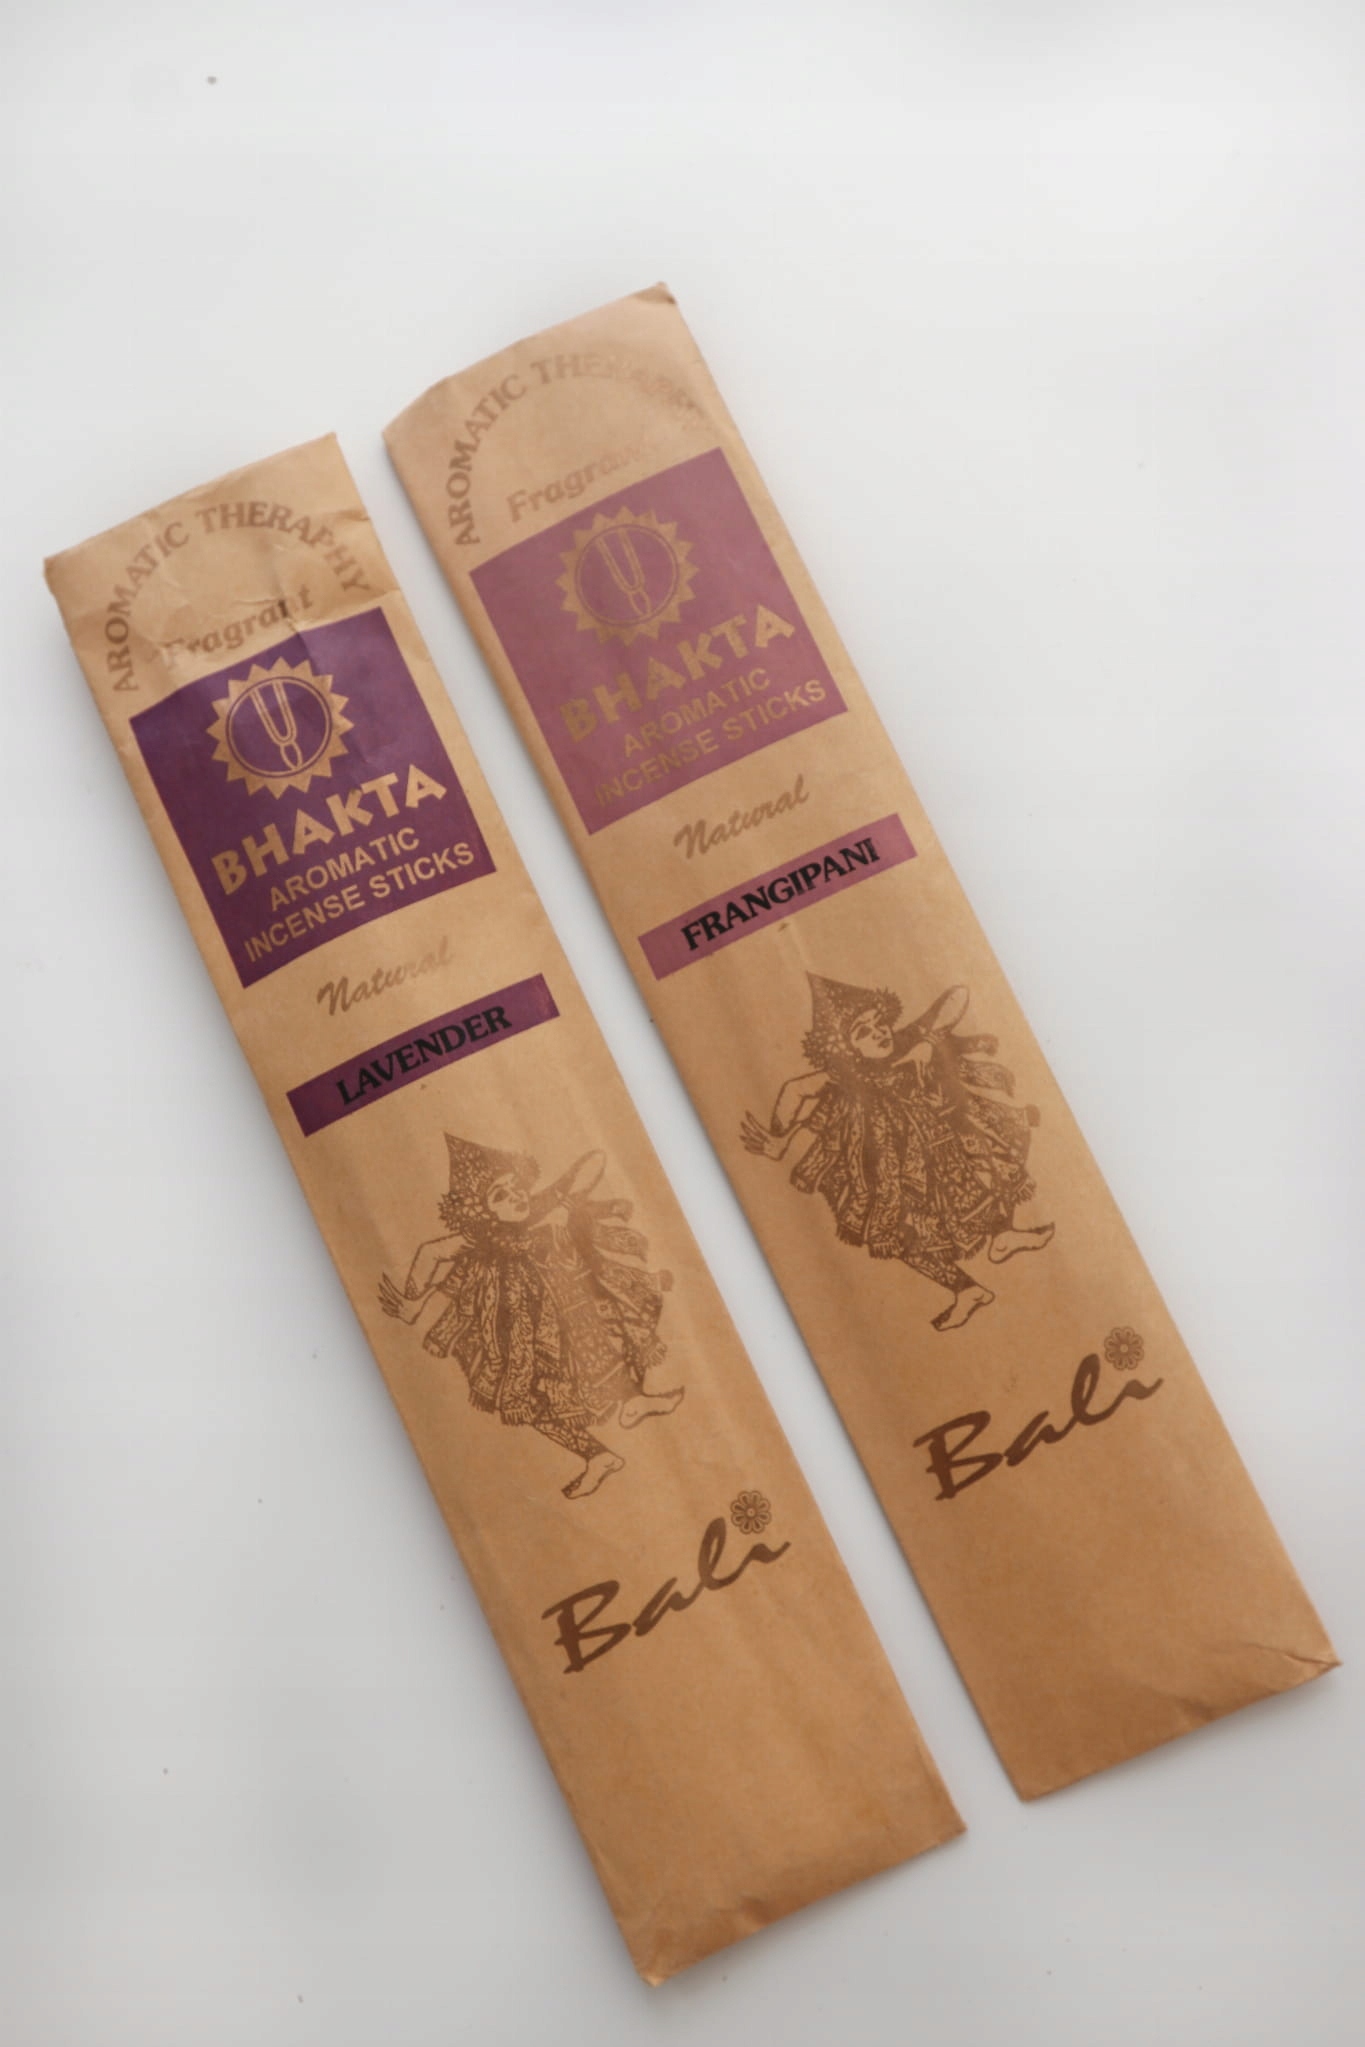 AROMATIC THERAPHY
Fragrant
BHAKTA
AROMATIC
INCENSE STICKS
Natural
LAVENDER
Bali
AROMATIC THERAPHY
Fragrant
BHAKTA
AROMATIC
INCENSE STICKS
Natural
FRANGIPANI
Bali